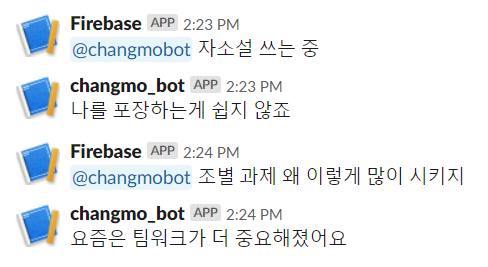 Firebase APP 2:23 PM
@changmobot 자소설 쓰는 중
changmo_bot APP 2:23 PM
나를 포장하는게 쉽지 않죠
Firebase APP 2:24 PM
@changmobot 조별 과제 왜 이렇게 많이 시키지
changmo_bot APP 2:24 PM
요즘은 팀워크가 더 중요해졌어요